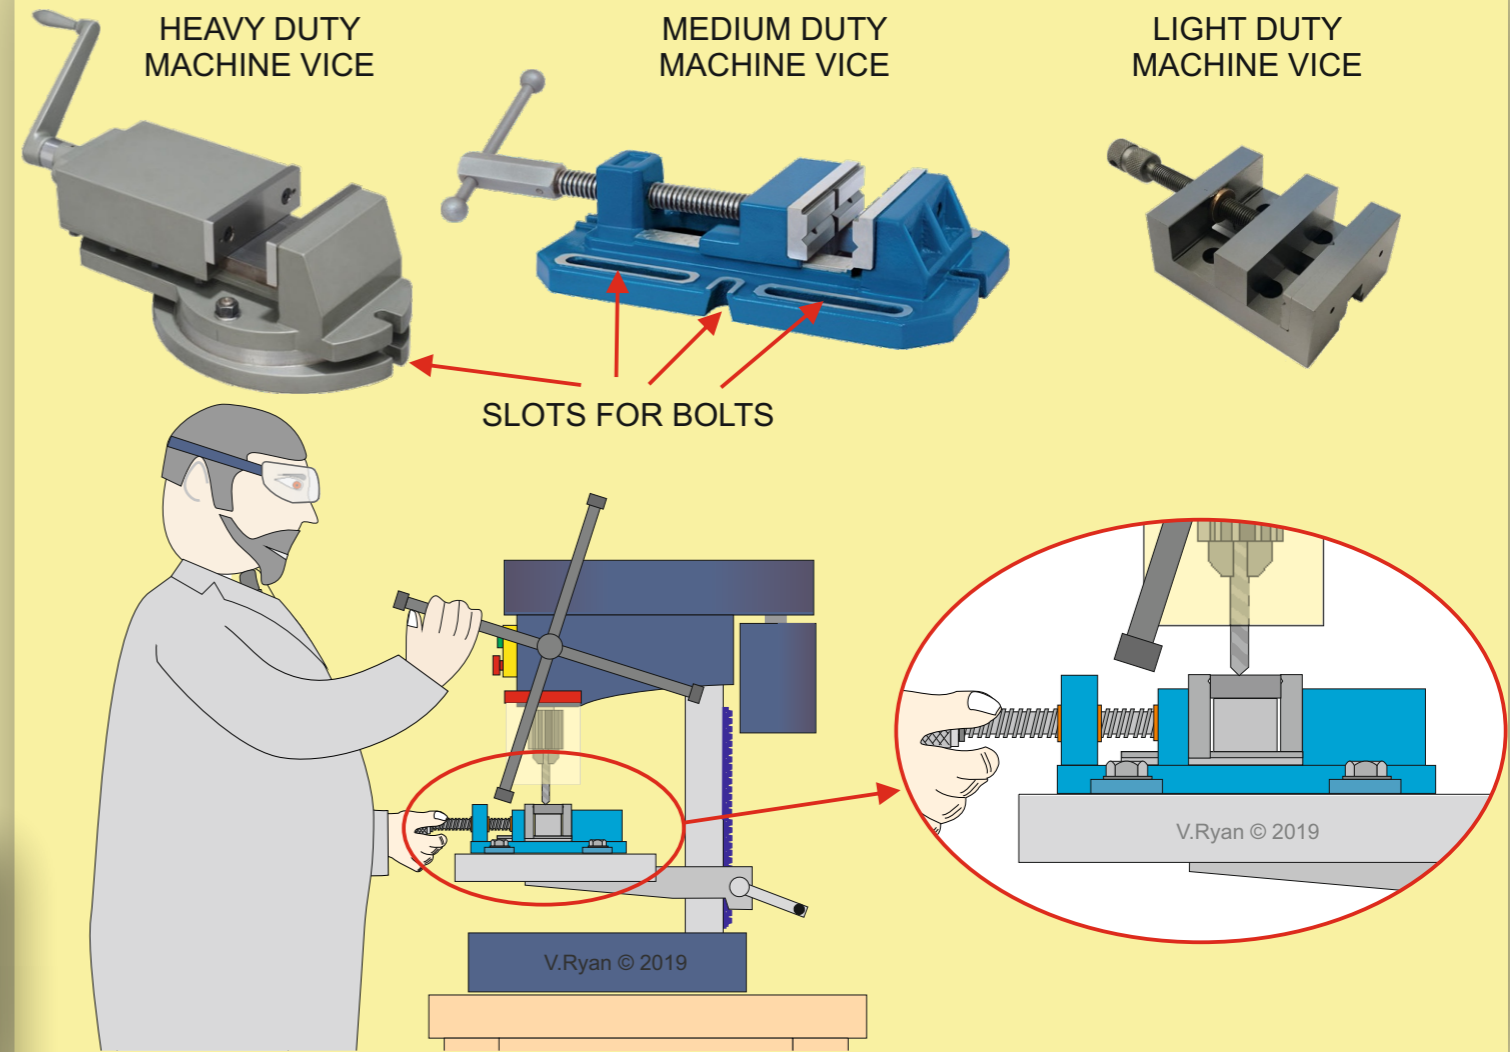 HEAVY DUTY
MACHINE VICE
MEDIUM DUTY
MACHINE VICE
LIGHT DUTY
MACHINE VICE
SLOTS FOR BOLTS
V.Ryan © 2019
V.Ryan © 2019